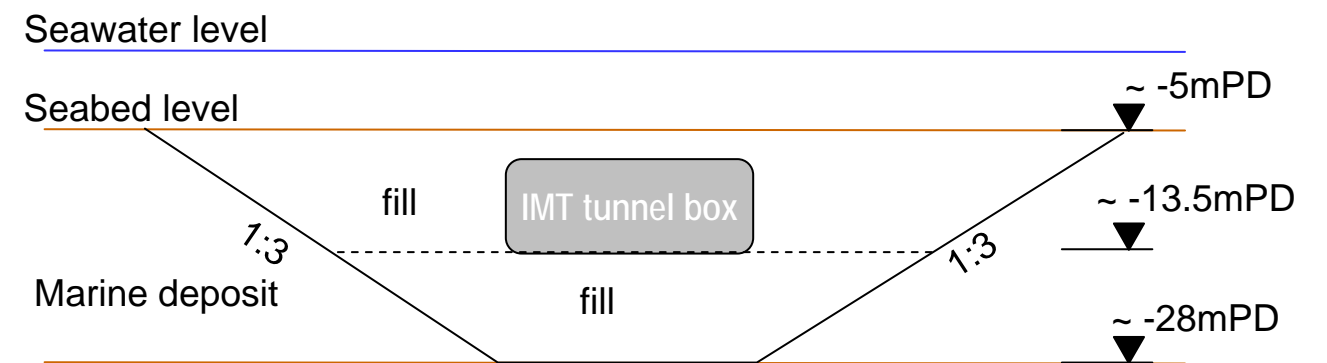 Seawater level
~ -5mPD
Seabed level
fill
IMT tunnel box
~ -13.5mPD
1:3
1:3
Marine deposit
fill
~ -28mPD